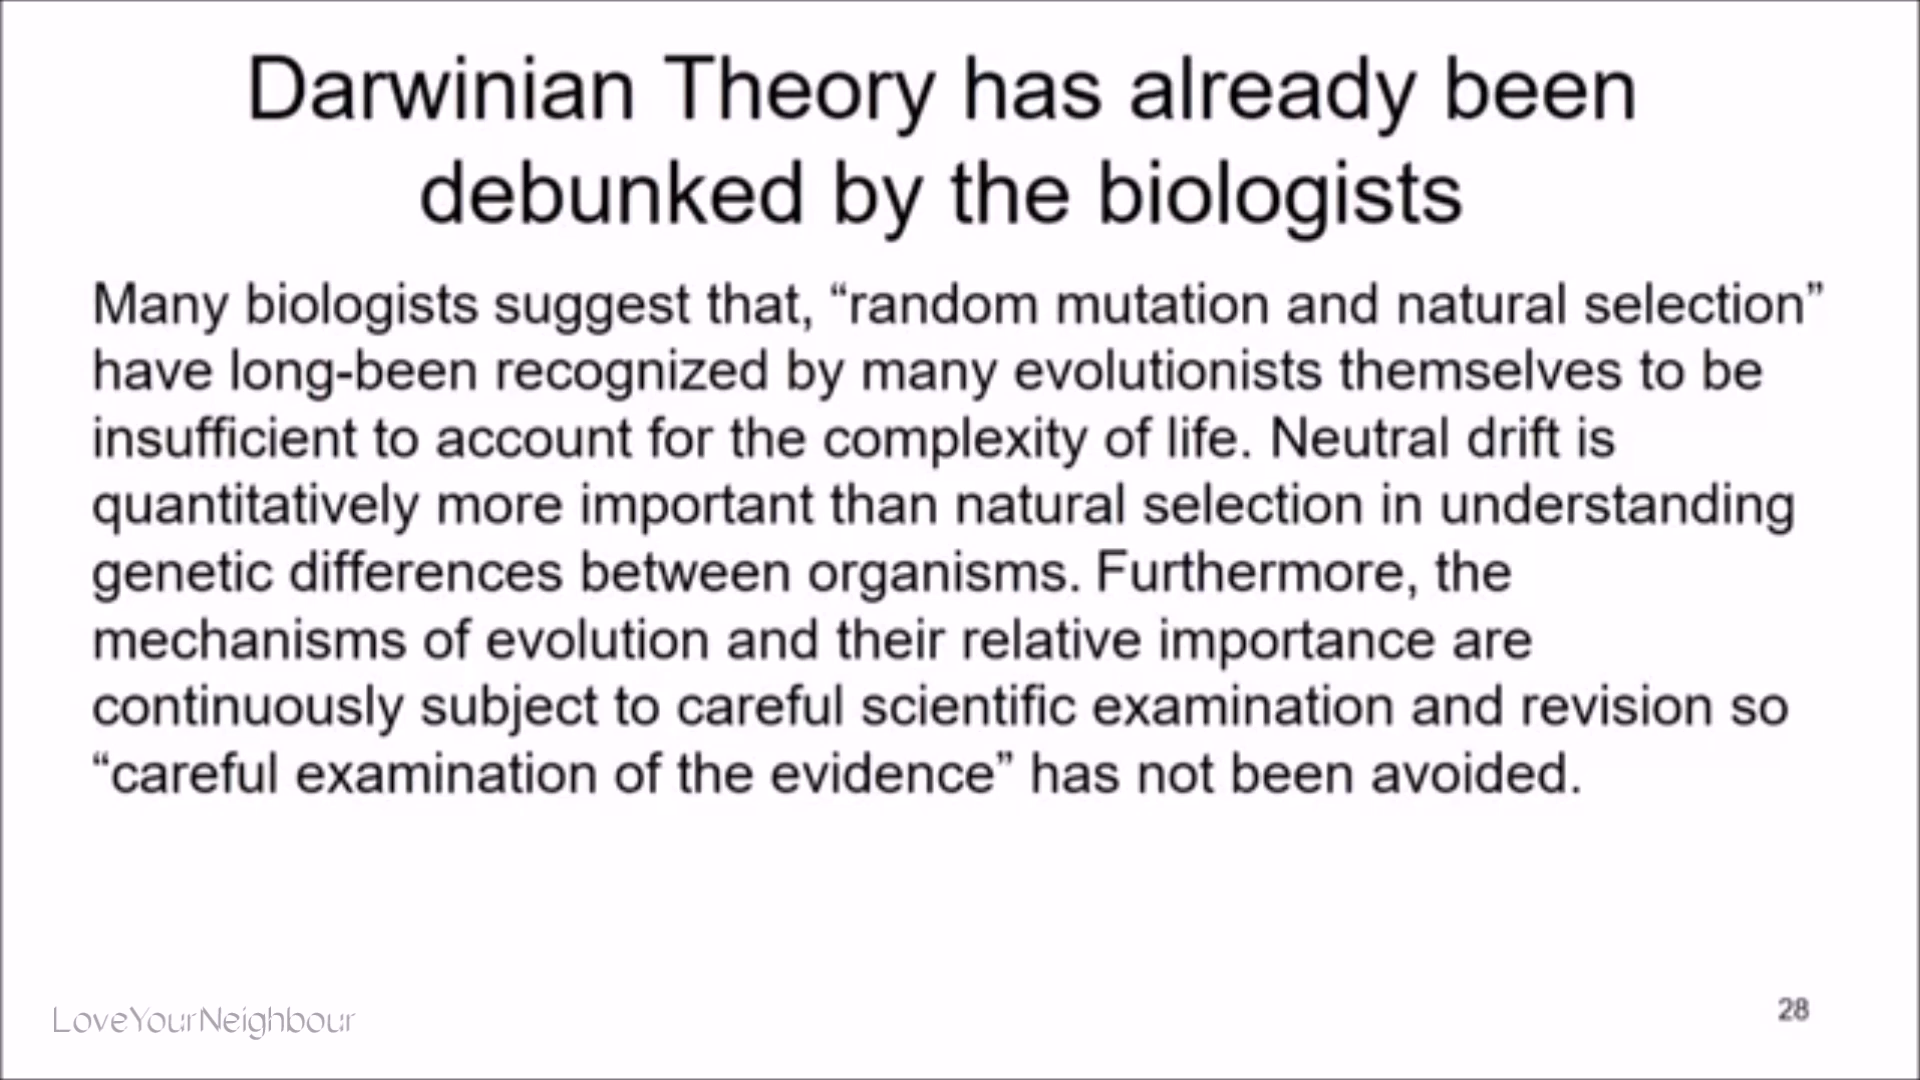 Darwinian Theory has already been
debunked by the biologists
Many biologists suggest that, “random mutation and natural selection”
have long-been recognized by many evolutionists themselves to be
insufficient to account for the complexity of life. Neutral drift is
quantitatively more important than natural selection in understanding
genetic differences between organisms. Furthermore, the
mechanisms of evolution and their relative importance are
continuously subject to careful scientific examination and revision so
“careful examination of the evidence” has not been avoided.
LoveYourNeighbour
28